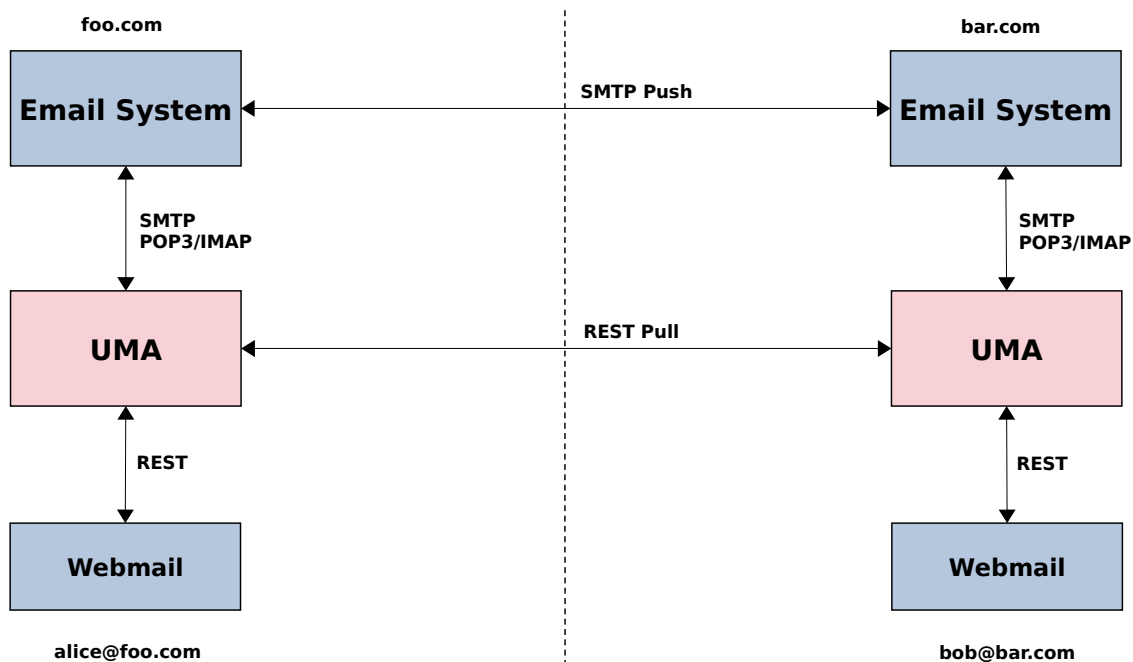 foo.com
bar.com
Email System
SMTP Push
Email System
SMTP
POP3/IMAP
SMTP
POP3/IMAP
UMA
REST Pull
UMA
REST
REST
Webmail
Webmail
alice@foo.com
bob@bar.com